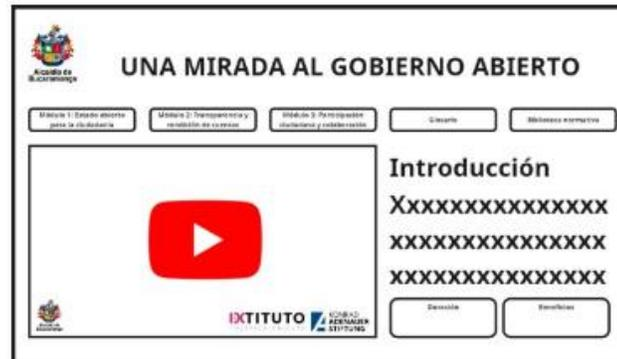 Alcaldía de
Bucaramanga
UNA MIRADA AL GOBIERNO ABIERTO
Módulo 1: Estado abierto
para la ciudadanía
Módulo 2: Transparencia y
rendición de cuentas
Módulo 3: Participación
ciudadana y colaboración
Glosario
Biblioteca normativa
Introducción
Xxxxxxxxxxxxxxx
xxxxxxxxxxxxxxx
xxxxxxxxxxxxxxx
Duración
Beneficios
IXTITUTO
KONRAD
ADENAUER
STIFTUNG